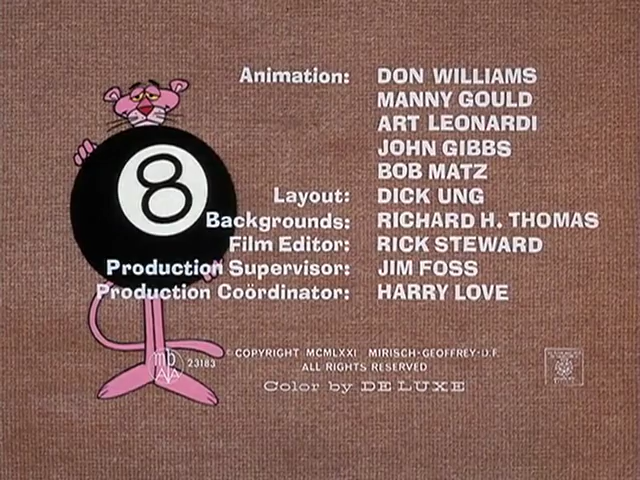 8
Animation: DON WILLIAMS
MANNY GOULD
ART LEONARDI
JOHN GIBBS
BOB MATZ
Layout: DICK UNG
Backgrounds: RICHARD H. THOMAS
Film Editor: RICK STEWARD
Production Supervisor: JIM FOSS
Production Coördinator: HARRY LOVE
23183
© COPYRIGHT MCMLXXI MIRISCH-GEOFFREY-D.F.
ALL RIGHTS RESERVED
Color by DE LUXE